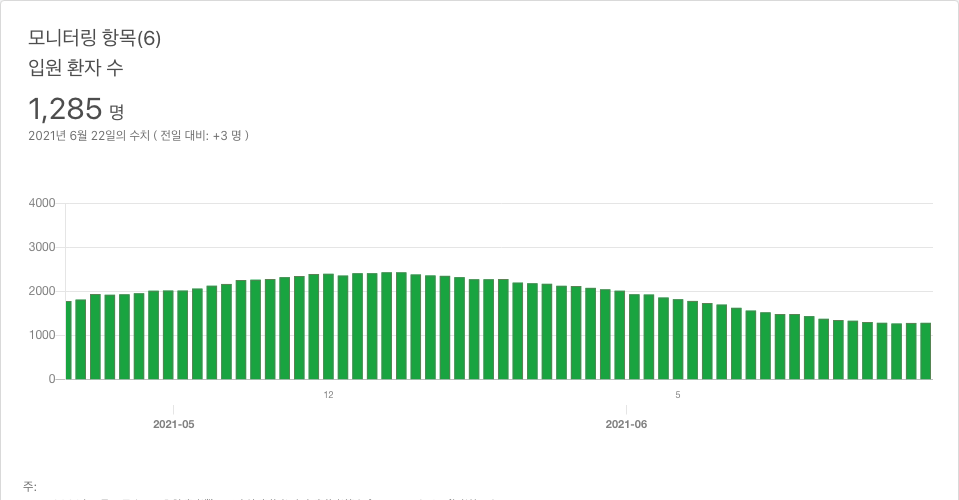 모니터링 항목(6)
입원 환자 수
1,285 명
2021년 6월 22일의 수치 ( 전일 대비: +3 명 )
4000
3000
2000
1000
0
12
5
2021-05
2021-06
주: